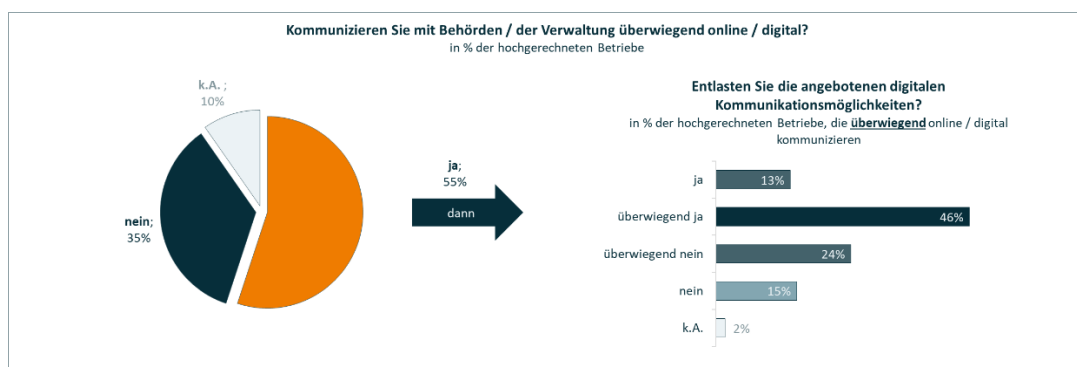 Kommunizieren Sie mit Behörden / der Verwaltung überwiegend online / digital?
in % der hochgerechneten Betriebe
k.A. ;
10%
nein;
35%
ja;
55%
dann
Entlasten Sie die angebotenen digitalen
Kommunikationsmöglichkeiten?
in % der hochgerechneten Betriebe, die überwiegend online / digital
kommunizieren
ja
13%
überwiegend ja
46%
überwiegend nein
24%
nein
15%
k.A.
2%